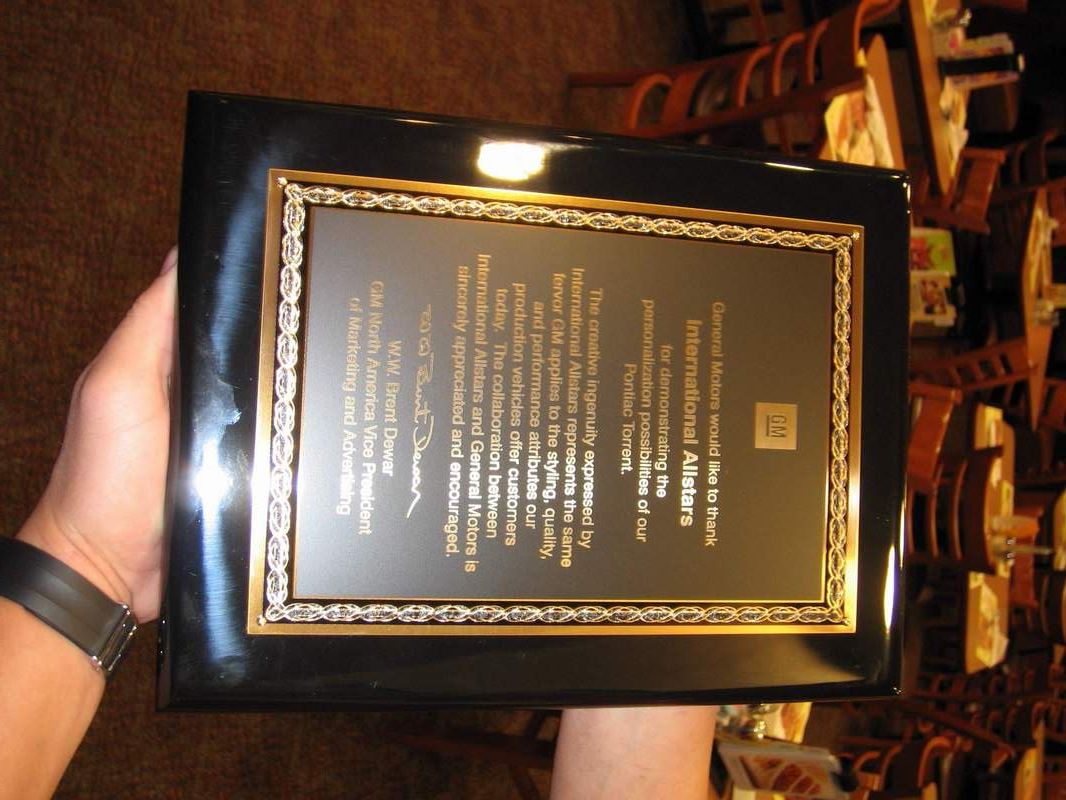 GM
General Motors would like to thank
International Allstars
for demonstrating the
personalization possibilities of our
Pontiac Torrent.
The creative ingenuity expressed by
International Allstars represents the same
fervor GM applies to the styling, quality,
and performance attributes our
production vehicles offer customers
today. The collaboration between
International Allstars and General Motors is
sincerely appreciated and encouraged.
W.W. Brent Dewar
W.W. Brent Dewar
GM North America Vice President
of Marketing and Advertising